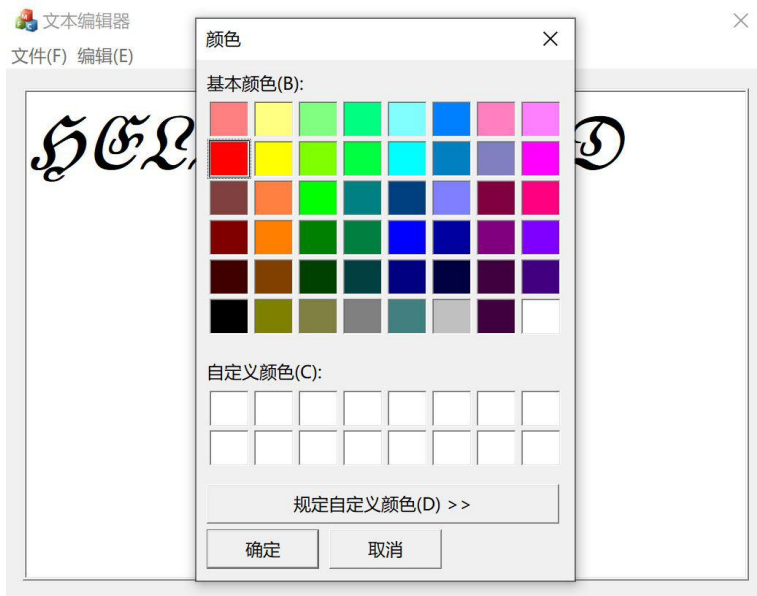 文本编辑器
文件(F) 编辑(E)
颜色
基本颜色(B):
自定义颜色(C):
规定自定义颜色(D) >>
确定 取消